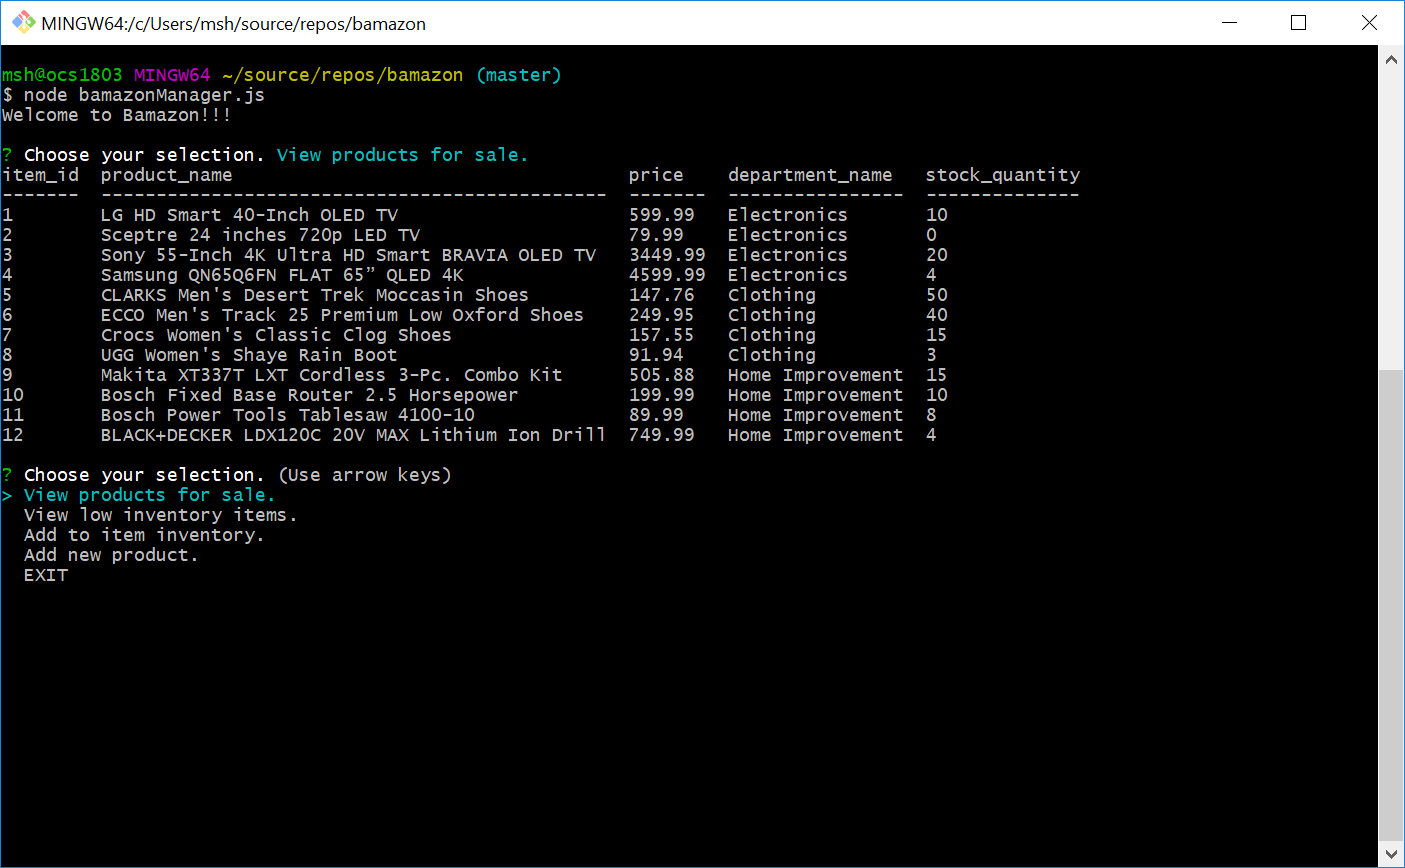 MINGW64:/c/Users/msh/source/repos/bamazon
msh@ocs1803 MINGW64 ~/source/repos/bamazon (master)
$ node bamazonManager.js
Welcome to Bamazon!!!
? Choose your selection. View products for sale.
item_id  product_name                                    price    department_name   stock_quantity
-------  ----------------------------------------------  -------  ----------------  --------------
1        LG HD Smart 40-Inch OLED TV                     599.99   Electronics       10
2        Sceptre 24 inches 720p LED TV                   79.99    Electronics       0
3        Sony 55-Inch 4K Ultra HD Smart BRAVIA OLED TV   3449.99  Electronics       20
4        Samsung QN65Q6FN FLAT 65” QLED 4K               4599.99  Electronics       4
5        CLARKS Men's Desert Trek Moccasin Shoes         147.76   Clothing          50
6        ECCO Men's Track 25 Premium Low Oxford Shoes    249.95   Clothing          40
7        Crocs Women's Classic Clog Shoes                157.55   Clothing          15
8        UGG Women's Shaye Rain Boot                     91.94    Clothing          3
9        Makita XT337T LXT Cordless 3-Pc. Combo Kit      505.88   Home Improvement  15
10       Bosch Fixed Base Router 2.5 Horsepower          199.99   Home Improvement  10
11       Bosch Power Tools Tablesaw 4100-10              89.99    Home Improvement  8
12       BLACK+DECKER LDX120C 20V MAX Lithium Ion Drill  749.99   Home Improvement  4
? Choose your selection. (Use arrow keys)
> View products for sale.
  View low inventory items.
  Add to item inventory.
  Add new product.
  EXIT